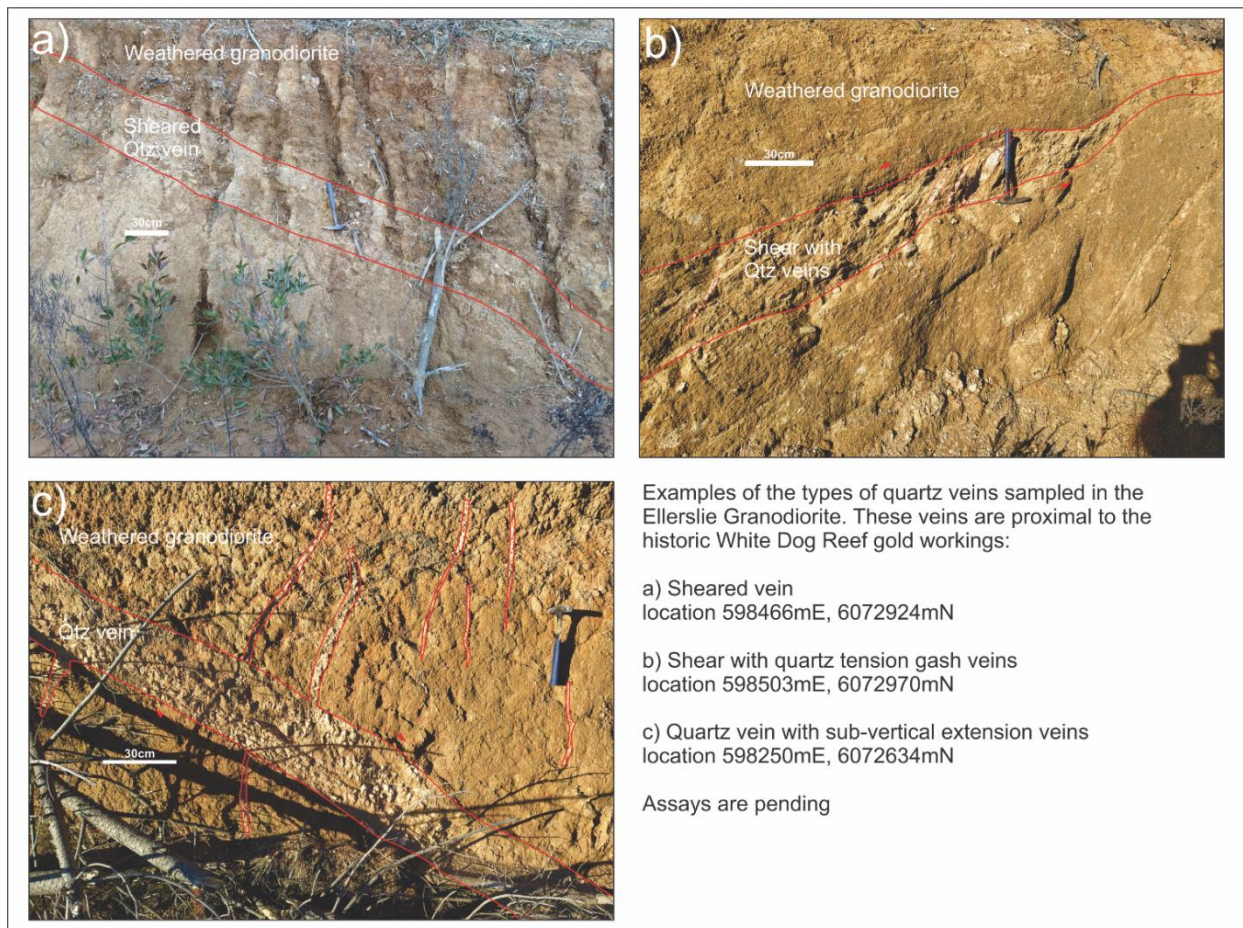 a)
Weathered granodiorite
Sheared
Qtz vein
30cm
b)
Weathered granodiorite
30cm
Shear with
Qtz veins
c)
Weathered granodiorite
Qtz vein
30cm
Examples of the types of quartz veins sampled in the
Ellerslie Granodiorite. These veins are proximal to the
historic White Dog Reef gold workings:
a) Sheared vein
location 598466mE, 6072924mN
b) Shear with quartz tension gash veins
location 598503mE, 6072970mN
c) Quartz vein with sub-vertical extension veins
location 598250mE, 6072634mN
Assays are pending